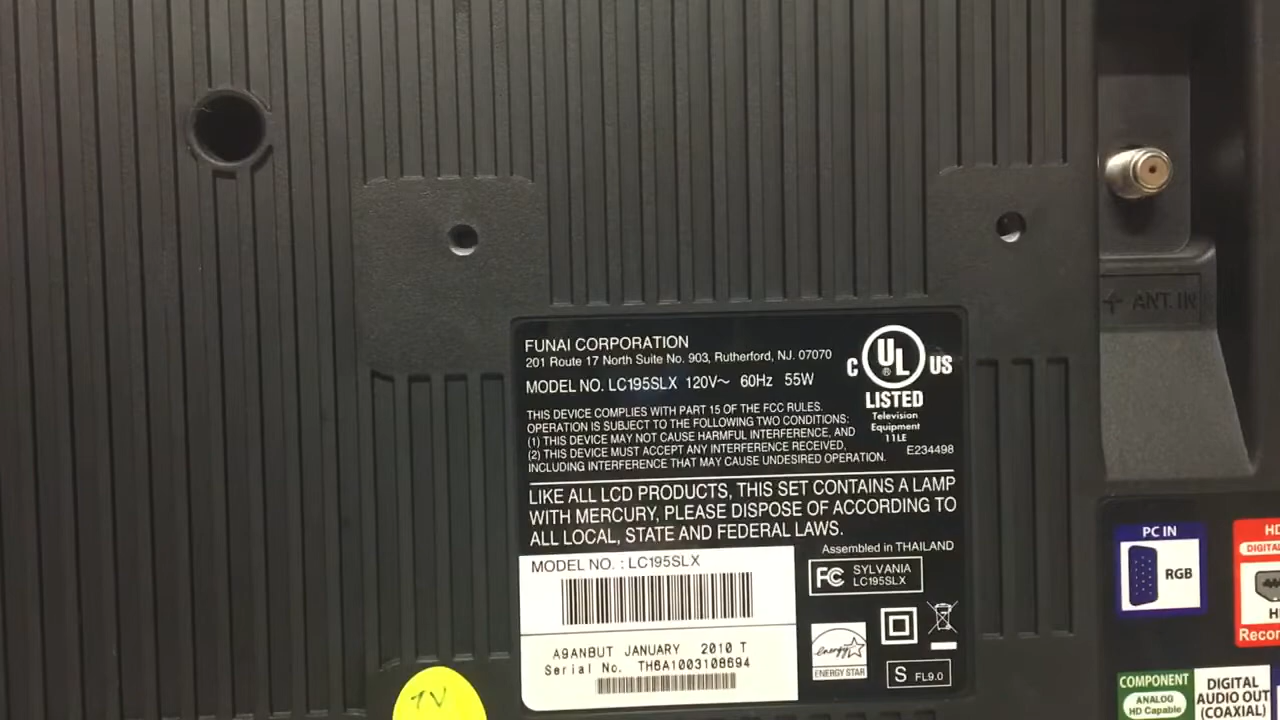 + ANT. IN
FUNAI CORPORATION
201 Route 17 North Suite No. 903, Rutherford, N.J. 07070
MODEL NO. LC195SLX 120V~ 60Hz 55W
THIS DEVICE COMPLIES WITH PART 15 OF THE FCC RULES.
OPERATION IS SUBJECT TO THE FOLLOWING TWO CONDITIONS:
(1) THIS DEVICE MAY NOT CAUSE HARMFUL INTERFERENCE, AND
(2) THIS DEVICE MUST ACCEPT ANY INTERFERENCE RECEIVED,
INCLUDING INTERFERENCE THAT MAY CAUSE UNDESIRED OPERATION.
C UL ® US
LISTED
Television
Equipment
11LE
E234498
LIKE ALL LCD PRODUCTS, THIS SET CONTAINS A LAMP
WITH MERCURY, PLEASE DISPOSE OF ACCORDING TO
ALL LOCAL, STATE AND FEDERAL LAWS.
Assembled in THAILAND
MODEL NO. : LC195SLX
FC SYLVANIA
LC195SLX
A9ANBUT JANUARY 2010 T
Serial No. TH6A1003108694
energy
ENERGY STAR
S FL9.0
TV
PC IN
RGB
HD
DIGITA
H
Recor
COMPONENT
ANALOG
HD Capable
DIGITAL
AUDIO OUT
(COAXIAL)